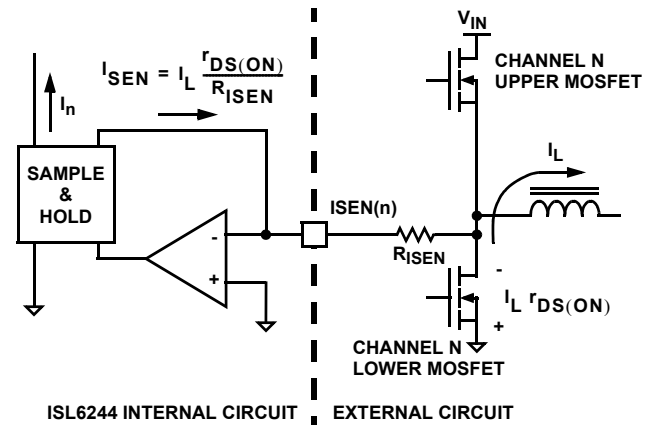 V_IN
CHANNEL N
UPPER MOSFET
I_SEN = I_L r_DS(ON) / R_ISEN
I_n
SAMPLE
&
HOLD
I_L
ISEN(n)
-
+
R_ISEN
-
I_L r_DS(ON)
+
CHANNEL N
LOWER MOSFET
ISL6244 INTERNAL CIRCUIT
EXTERNAL CIRCUIT